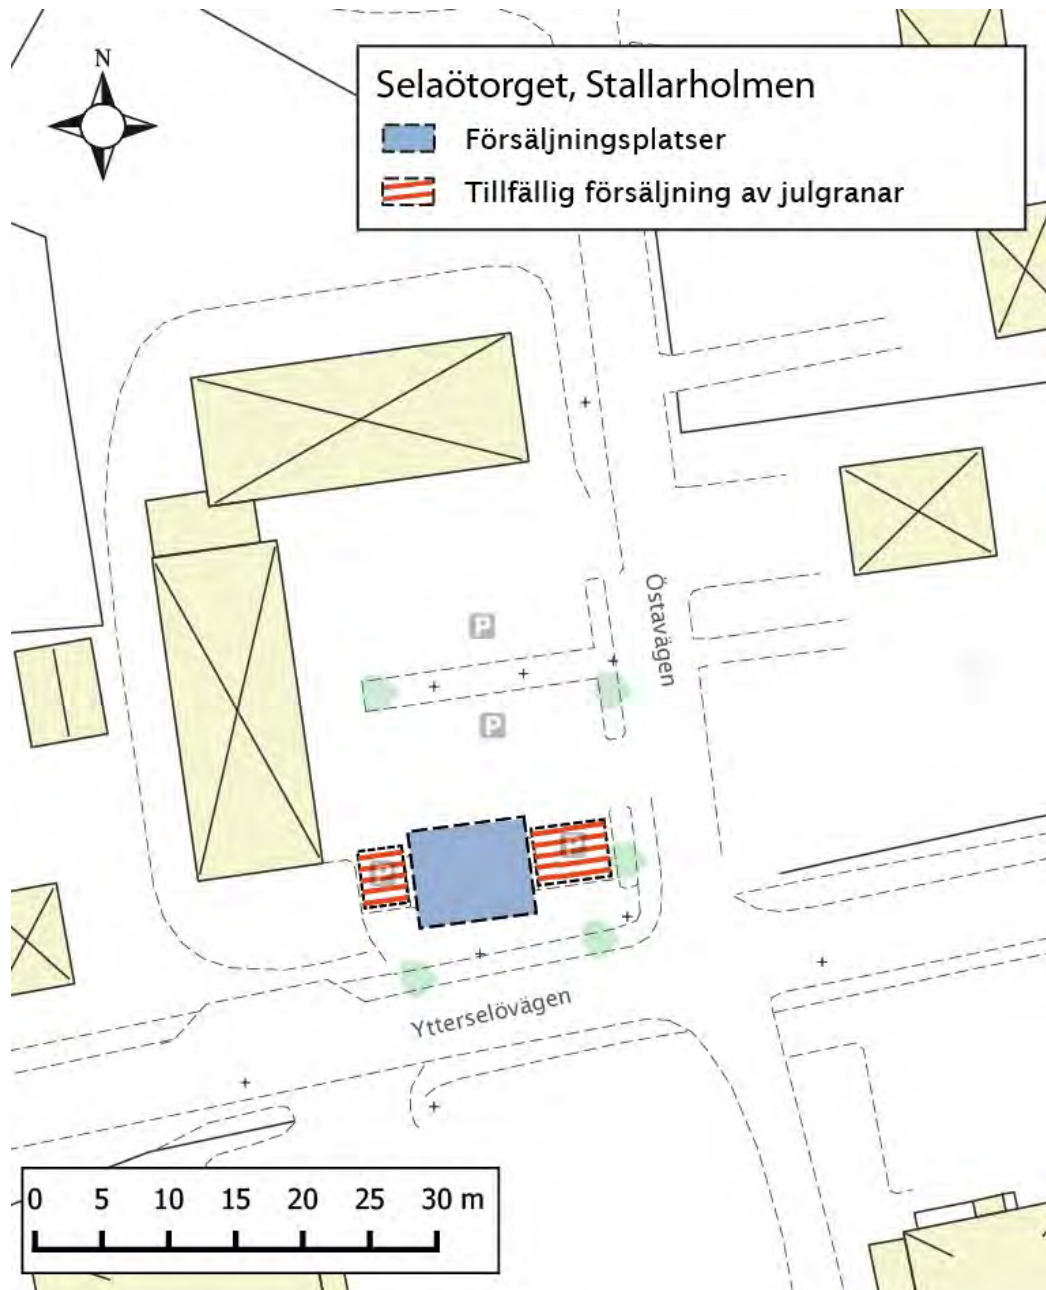 N
Selaötorget, Stallarholmen
Försäljningsplatser
Tillfällig försäljning av julgranar
Östavägen
P
P
P
P
Ytterselövägen
0 5 10 15 20 25 30 m